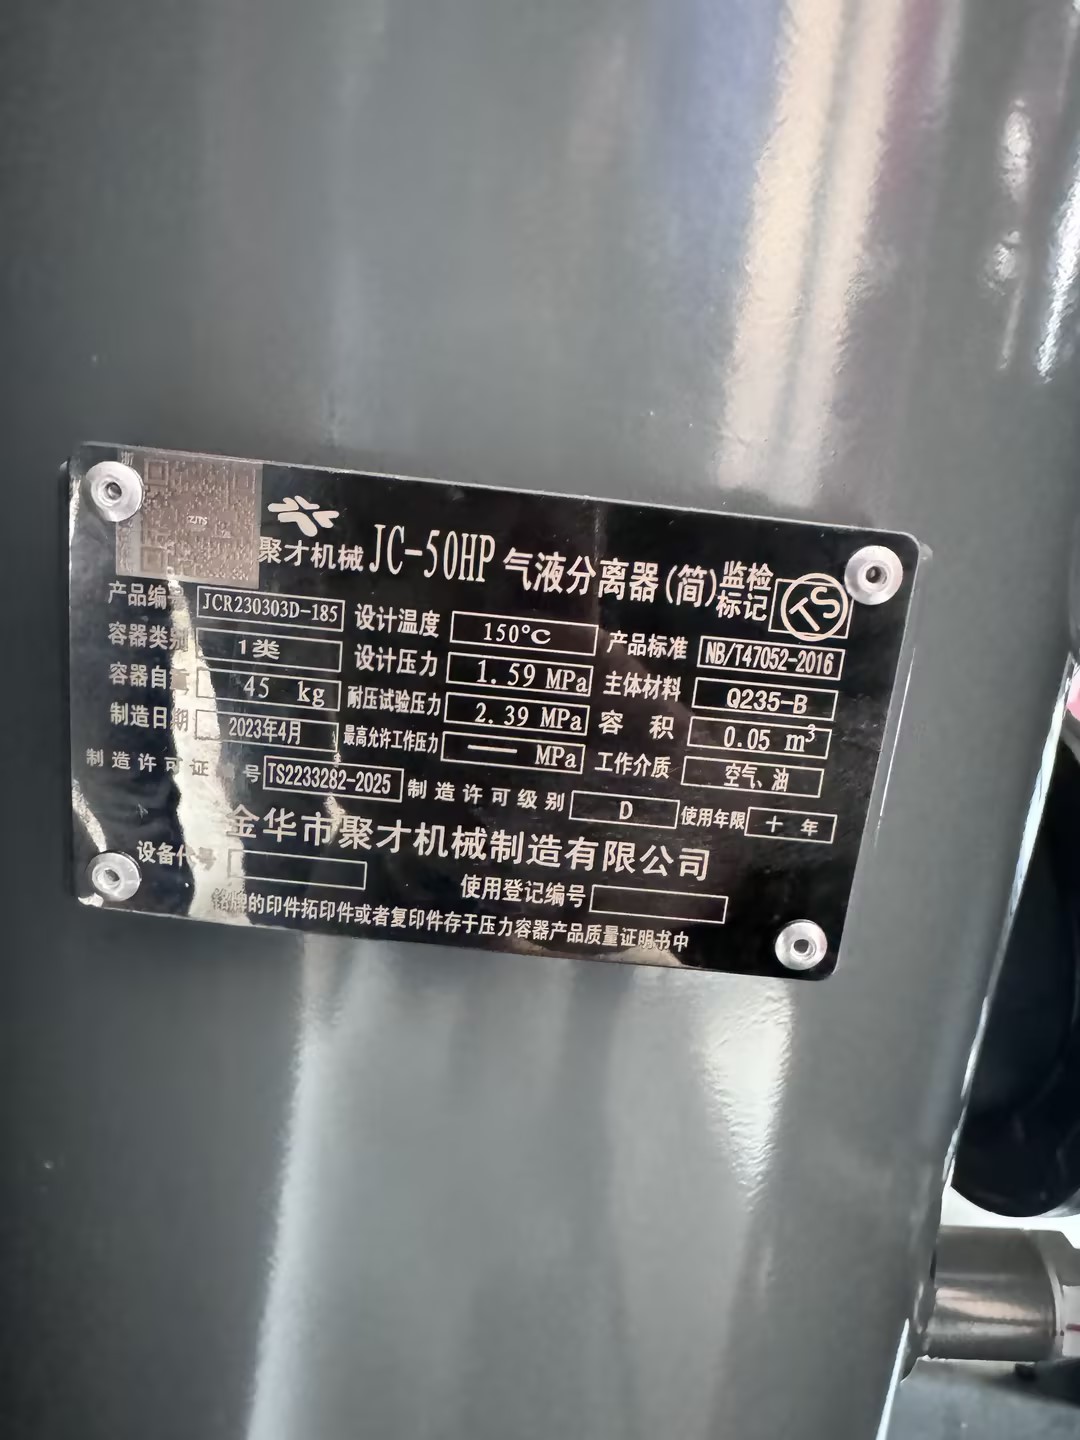 ZJTS
聚才机械 JC-50HP 气液分离器(简) 监检标记 TS
产品编号 JCR230303D-185 设计温度 150℃ 产品标准 NB/T47052-2016
容器类别 1类 设计压力 1.59 MPa 主体材料 Q235-B
容器自重 45 kg 耐压试验压力 2.39 MPa 容 积 0.05 m³
制造日期 2023年4月 最高允许工作压力 — MPa 工作介质 空气、油
制造许可证编号 TS2233282-2025 制造许可级别 D 使用年限 十 年
金华市聚才机械制造有限公司
设备代号 使用登记编号
铭牌的印件拓印件或者复印件存于压力容器产品质量证明书中